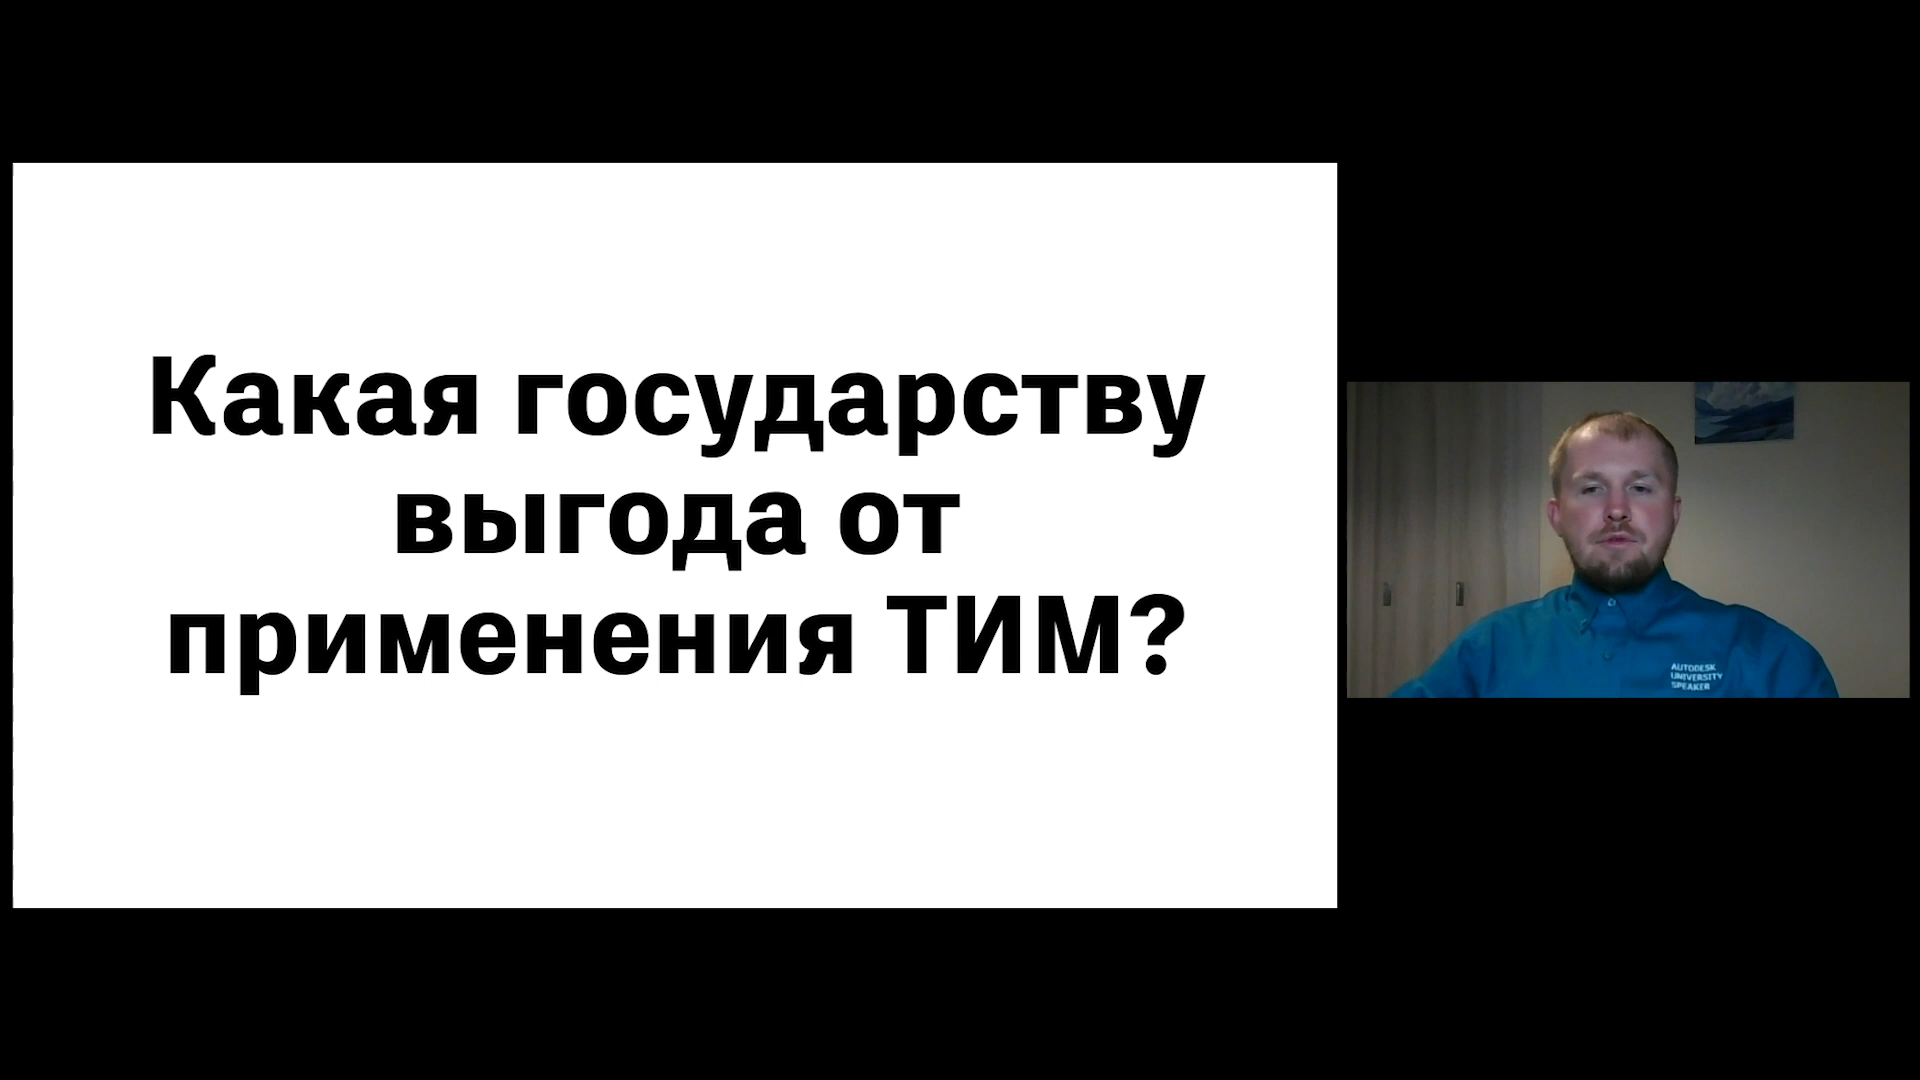 Какая государству
выгода от
применения ТИМ?
AUTODESK
UNIVERSITY
SPEAKER